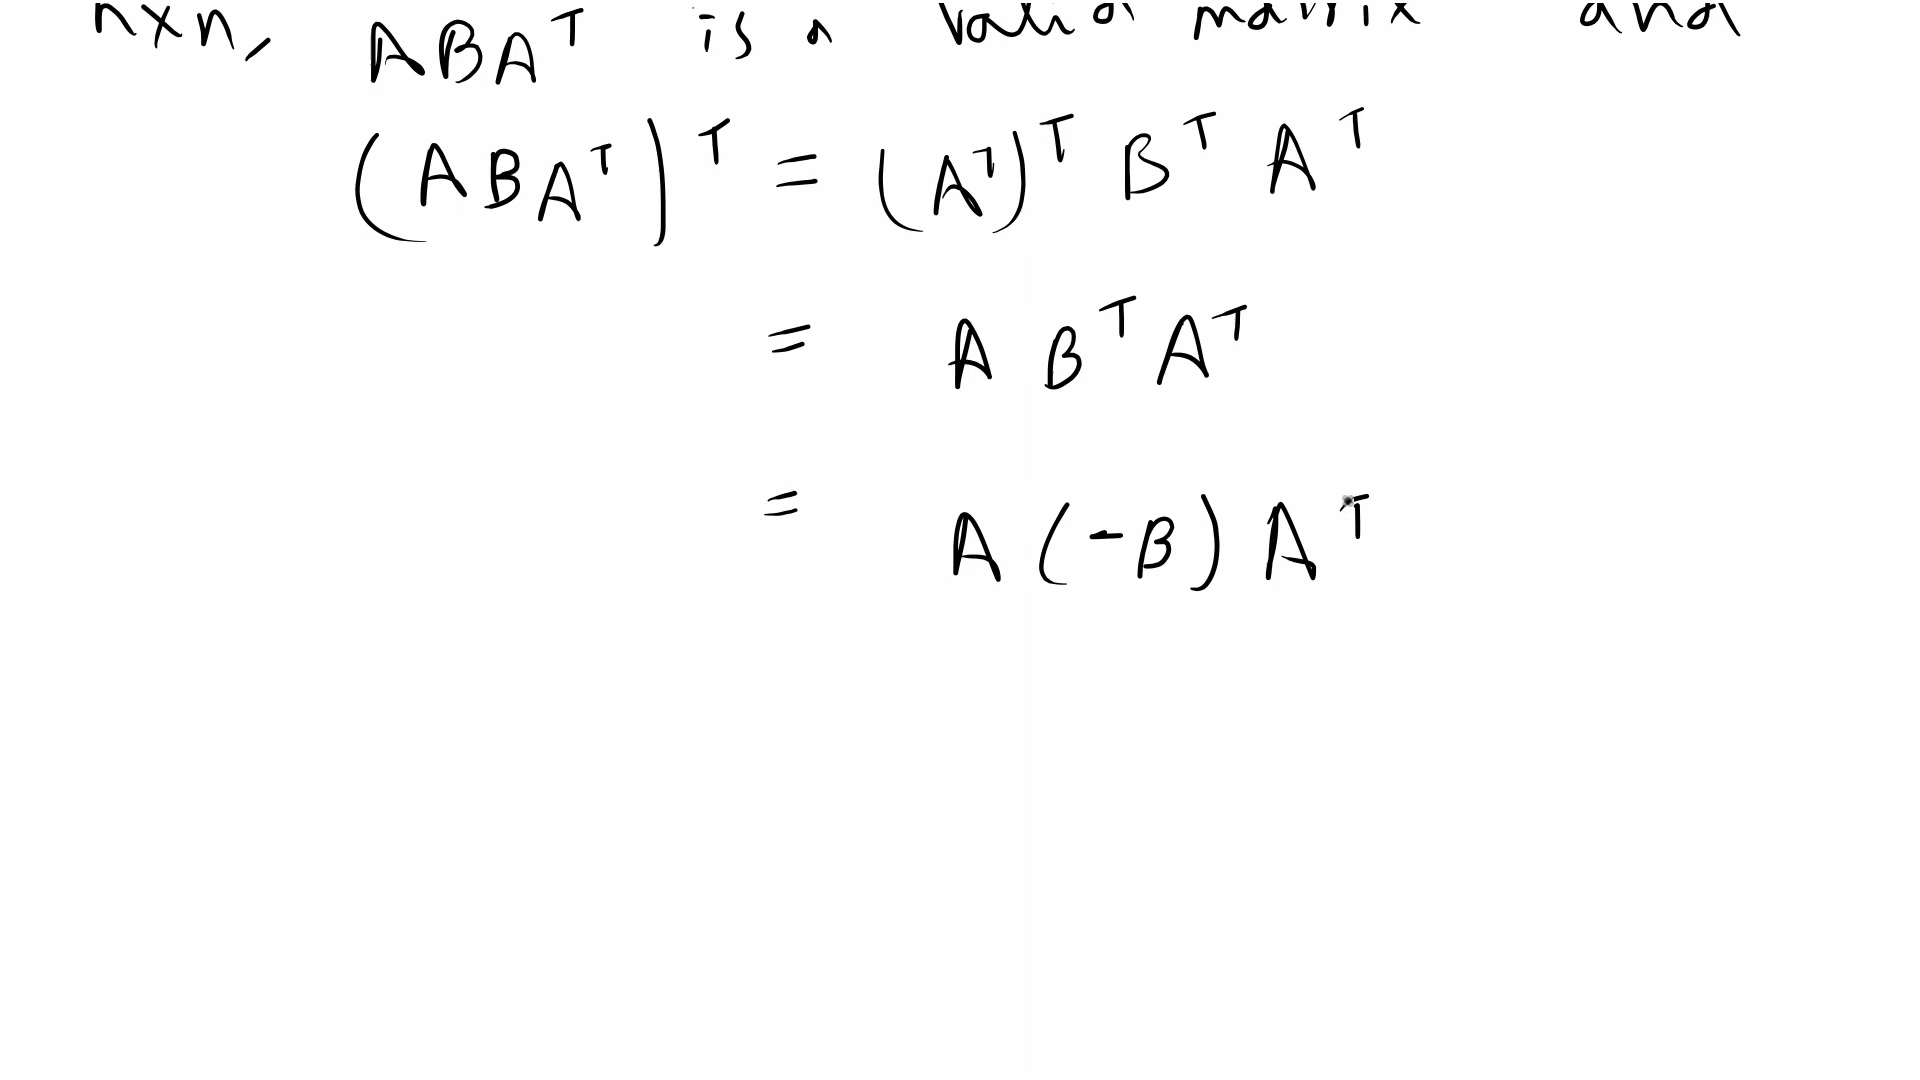 nxn, ABAᵀ is a valid matrix and
(ABAᵀ)ᵀ = (Aᵀ)ᵀ Bᵀ Aᵀ
= A Bᵀ Aᵀ
= A (-B) Aᵀ